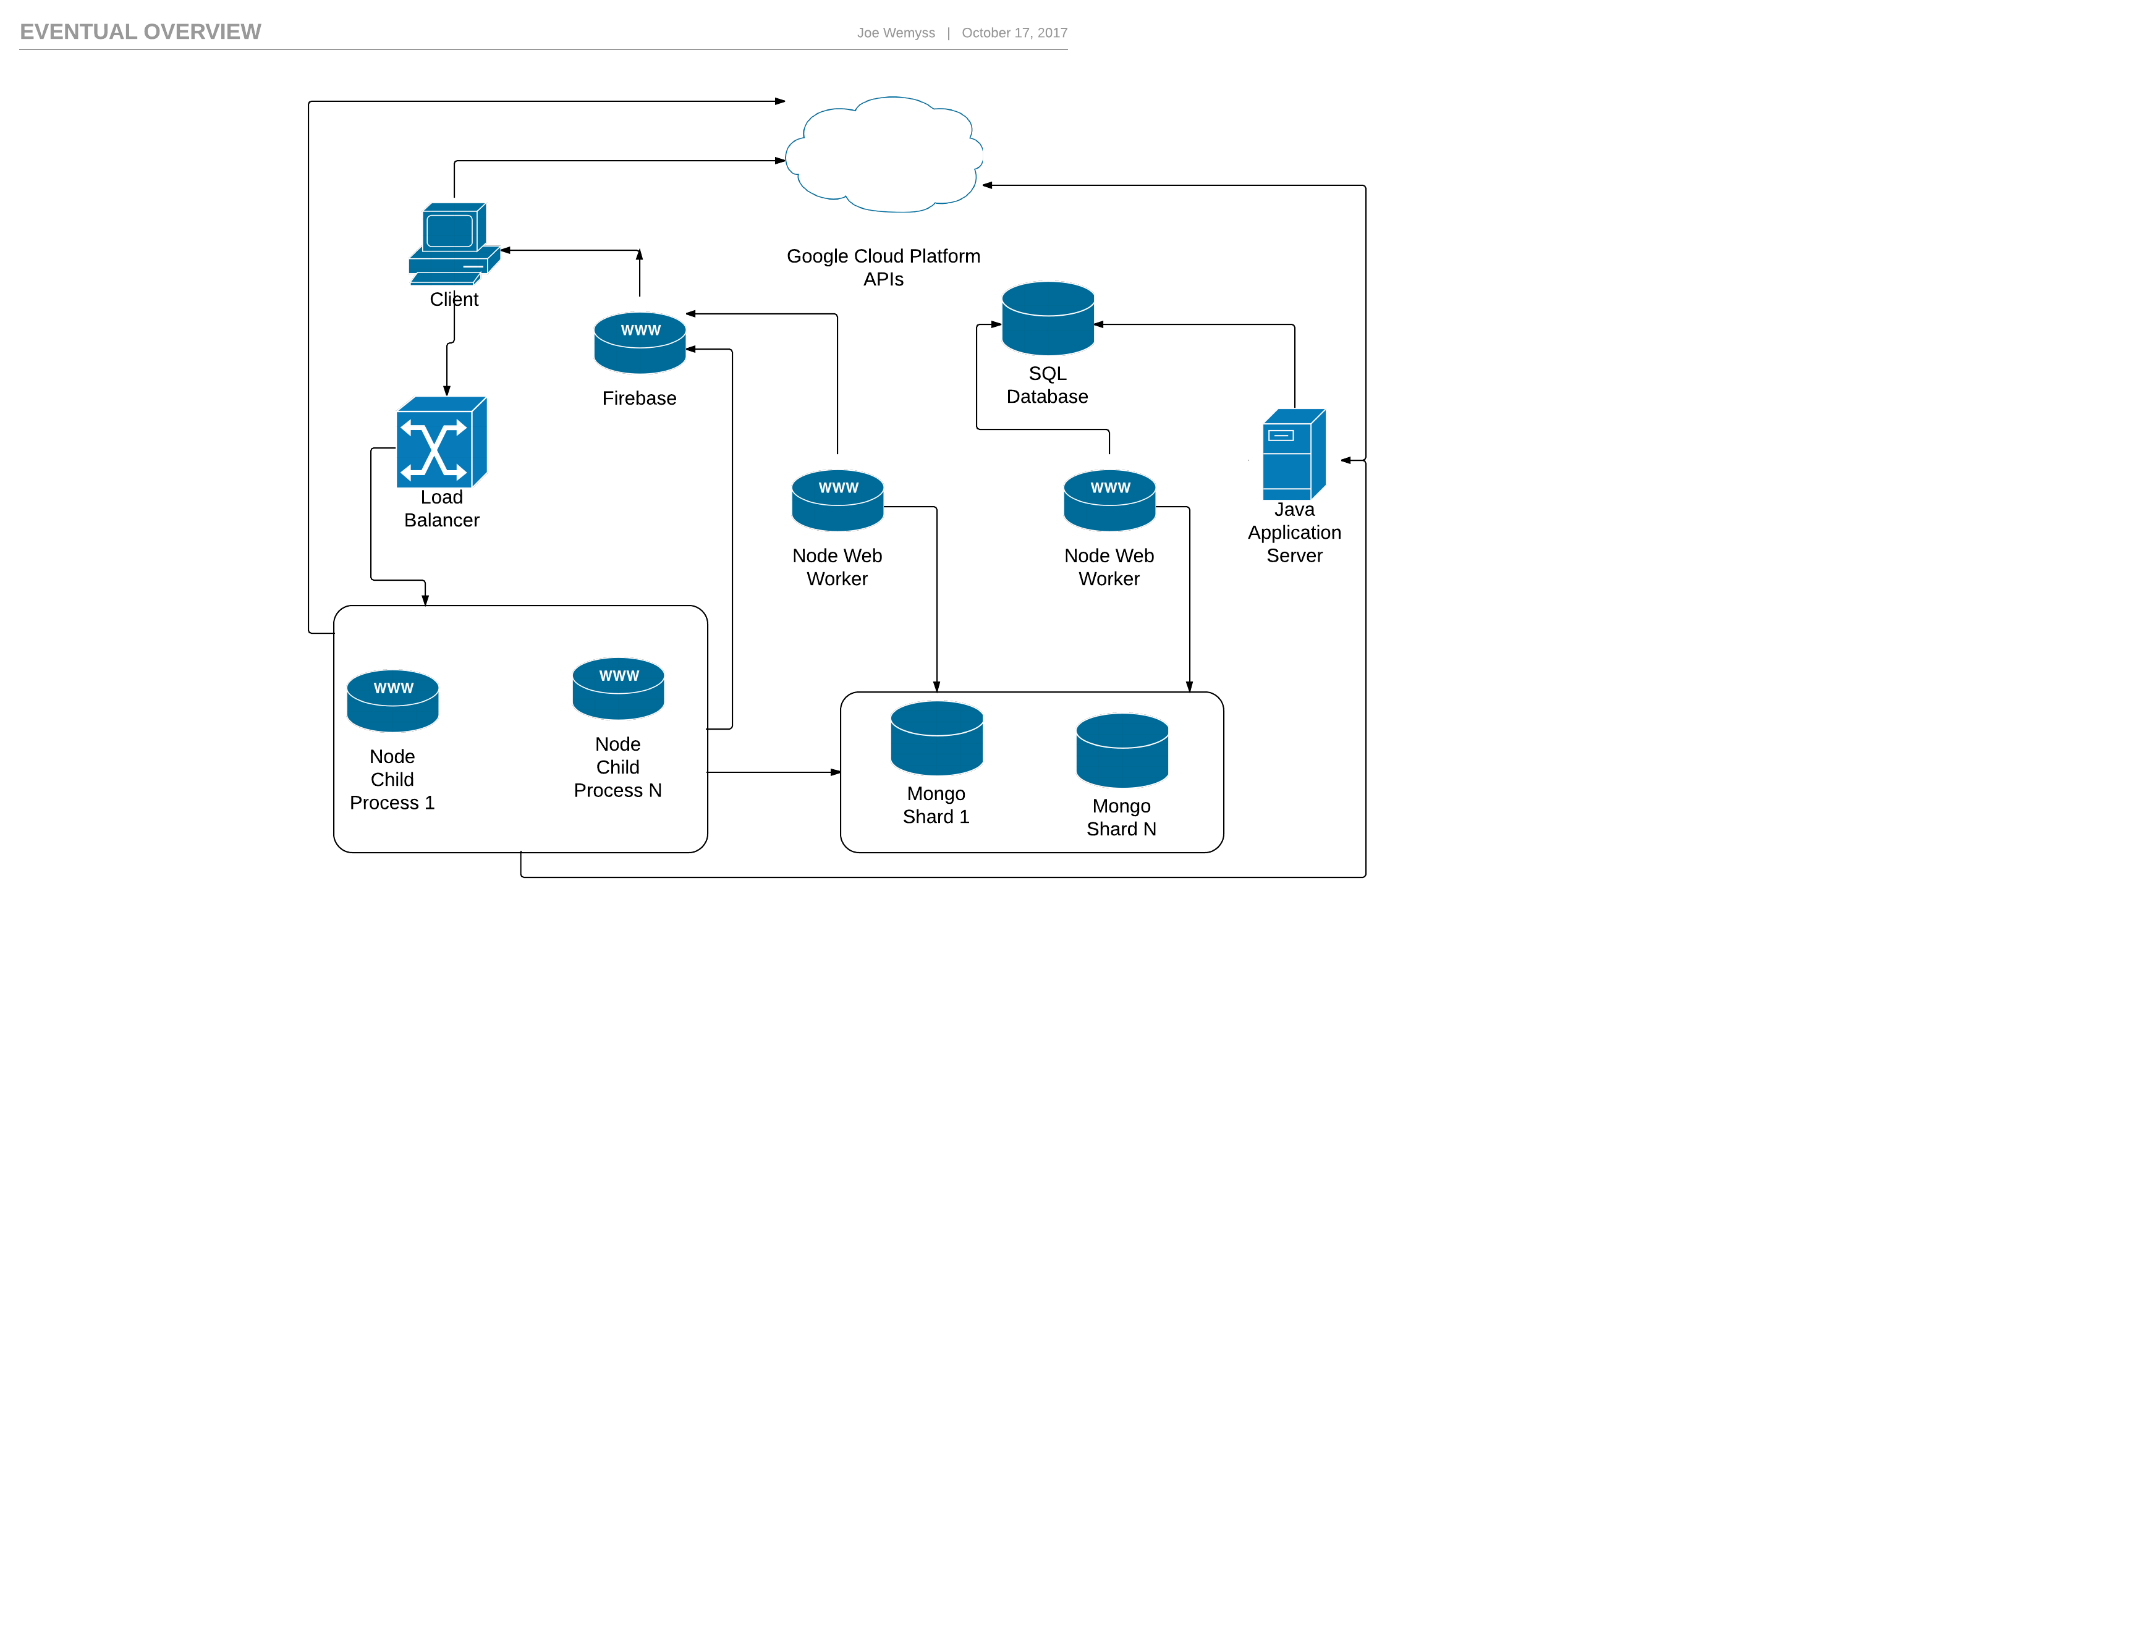 EVENTUAL OVERVIEW
Joe Wemyss | October 17, 2017
Google Cloud Platform
APIs
Client
WWW
Firebase
SQL
Database
Load
Balancer
WWW
Node Web
Worker
WWW
Node Web
Worker
Java
Application
Server
WWW
Node
Child
Process 1
WWW
Node
Child
Process N
Mongo
Shard 1
Mongo
Shard N